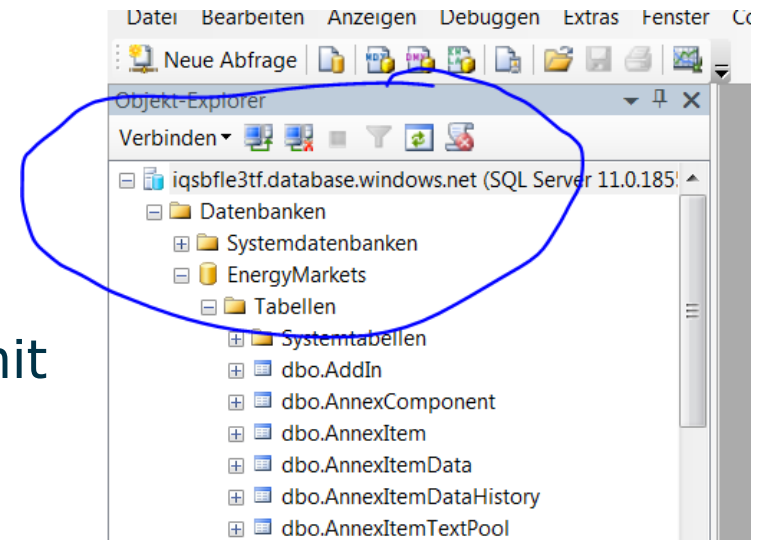 Datei Bearbeiten Anzeigen Debuggen Extras Fenster
Neue Abfrage
Objekt-Explorer
Verbinden
iqsbfle3tf.database.windows.net (SQL Server 11.0.185
Datenbanken
Systemdatenbanken
EnergyMarkets
Tabellen
Systemtabellen
nit
dbo.AddIn
dbo.AnnexComponent
dbo.AnnexItem
dbo.AnnexItemData
dbo.AnnexItemDataHistory
dbo.AnnexItemTextPool